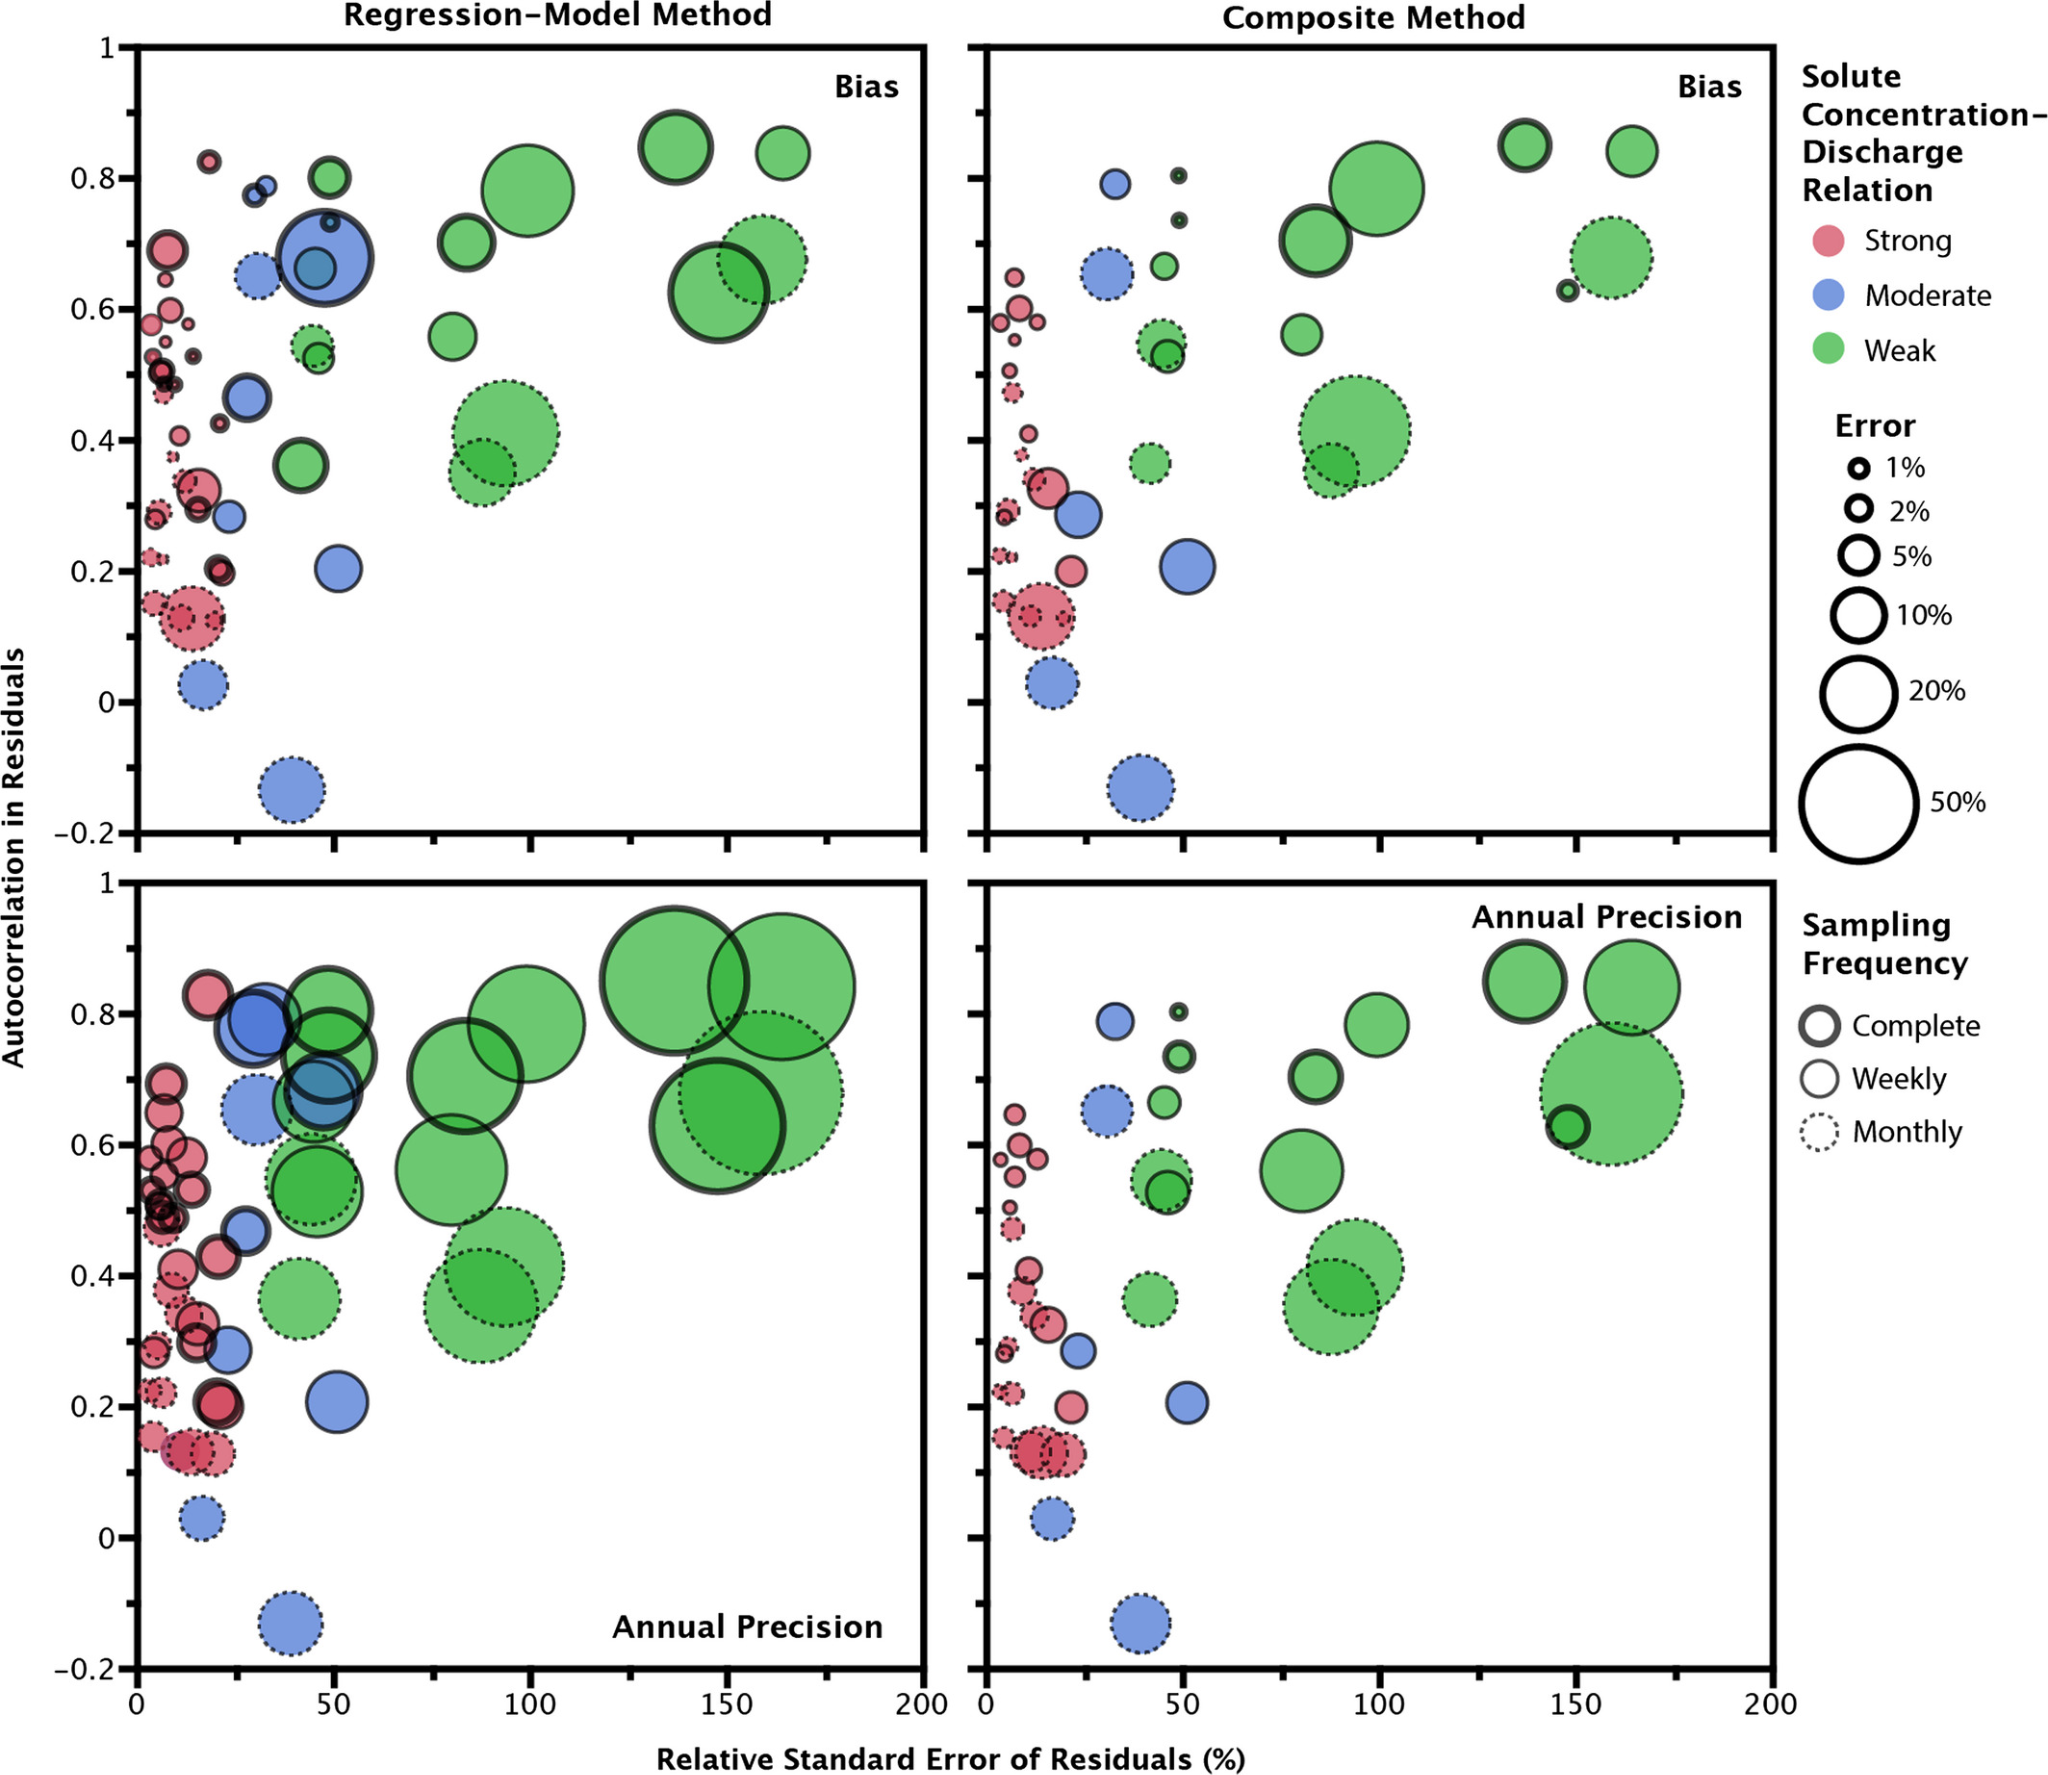 Regression-Model Method
Composite Method
Bias
Bias
1
0.8
0.6
0.4
0.2
0
-0.2
Autocorrelation in Residuals
Solute
Concentration-
Discharge
Relation
Strong
Moderate
Weak
Error
1%
2%
5%
10%
20%
50%
Annual Precision
Annual Precision
1
0.8
0.6
0.4
0.2
0
-0.2
Sampling
Frequency
Complete
Weekly
Monthly
0 50 100 150 200
0 50 100 150 200
Relative Standard Error of Residuals (%)